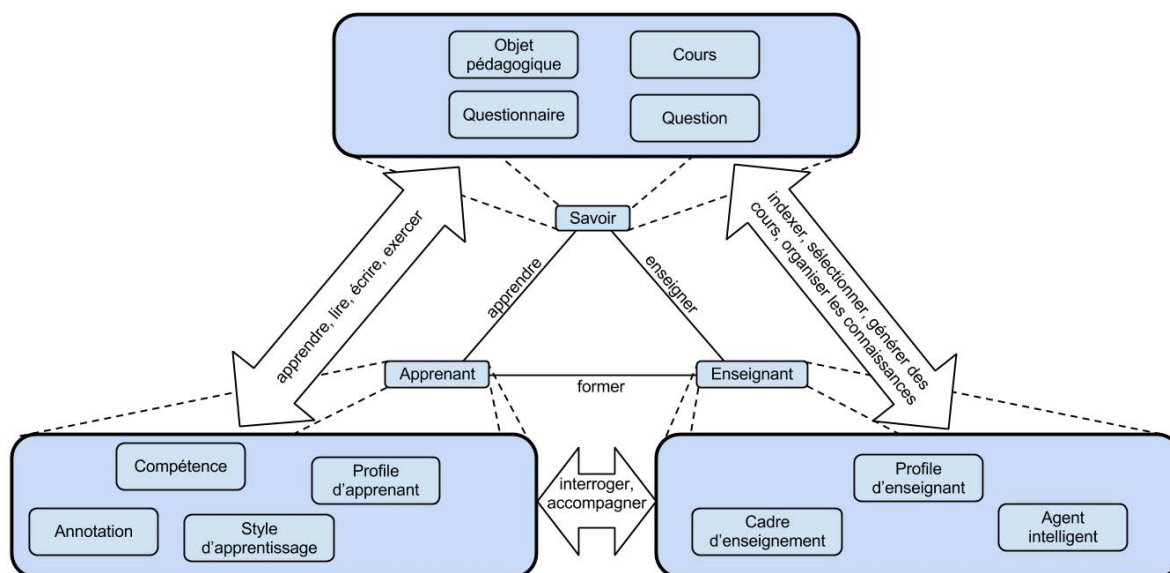 Objet
pédagogique
Cours
Questionnaire
Question
Savoir
apprendre, lire, écrire, exercer
apprendre
enseigner
indexer, sélectionner, générer des
cours, organiser les connaissances
Apprenant
former
Enseignant
Compétence
Profile
d'apprenant
Annotation
Style
d'apprentissage
interroger,
accompagner
Profile
d'enseignant
Cadre
d'enseignement
Agent
intelligent